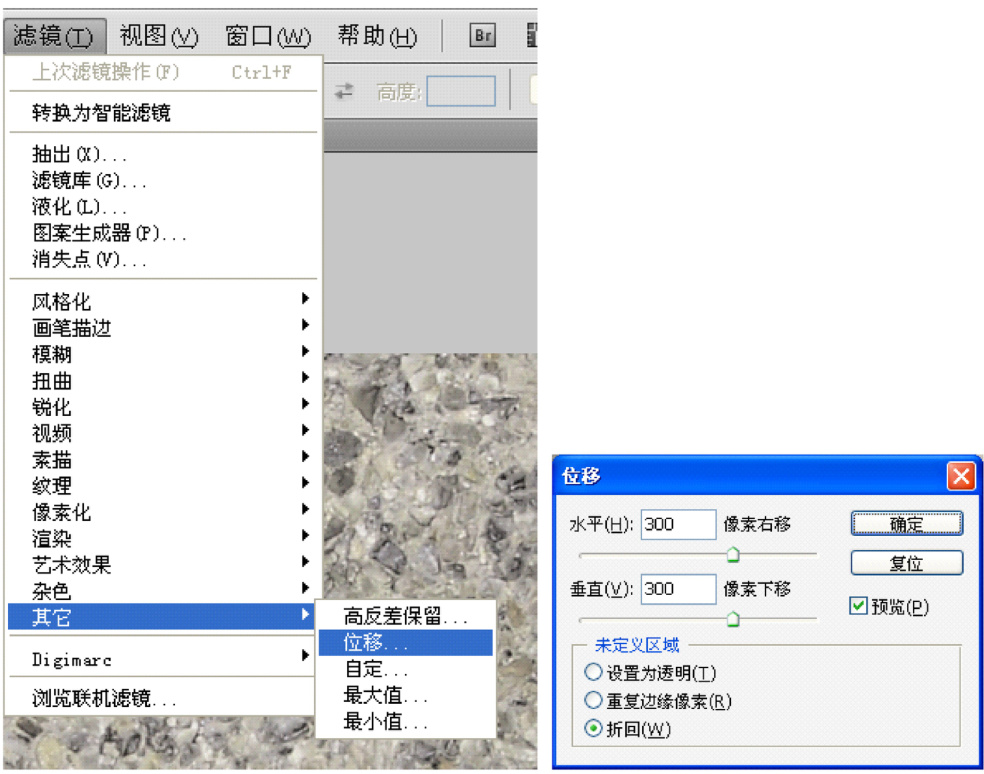 滤镜(T) 视图(V) 窗口(W) 帮助(H) Br
上次滤镜操作(F) Ctrl+F
高度:
转换为智能滤镜
抽出(X)...
滤镜库(G)...
液化(L)...
图案生成器(P)...
消失点(V)...
风格化
画笔描边
模糊
扭曲
锐化
视频
素描
纹理
像素化
渲染
艺术效果
杂色
其它
Digimarc
浏览联机滤镜...
高反差保留...
位移...
自定...
最大值...
最小值...
位移
水平(H): 300 像素右移
确定
复位
垂直(V): 300 像素下移
预览(P)
未定义区域
设置为透明(T)
重复边缘像素(R)
折回(W)